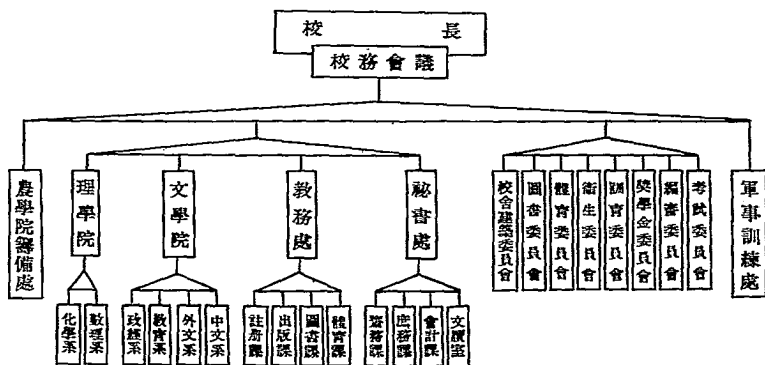 校長
校務會議
軍事訓練處
考試委員會
編審委員會
獎學金委員會
訓育委員會
衛生委員會
體育委員會
圖書委員會
校舍建築委員會
祕書處
教務處
文學院
理學院
農學院籌備處
文牘室
會計課
庶務課
齋務課
體育課
圖書課
出版課
註冊課
中文系
外文系
教育系
政經系
數理系
化學系